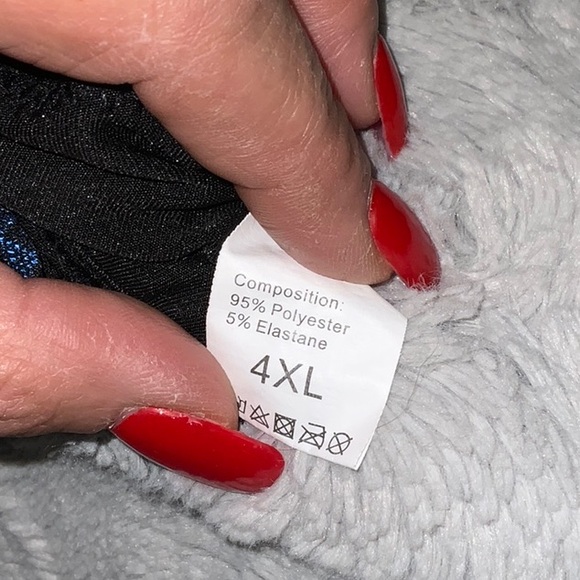 Composition:
95% Polyester
5% Elastane
4XL